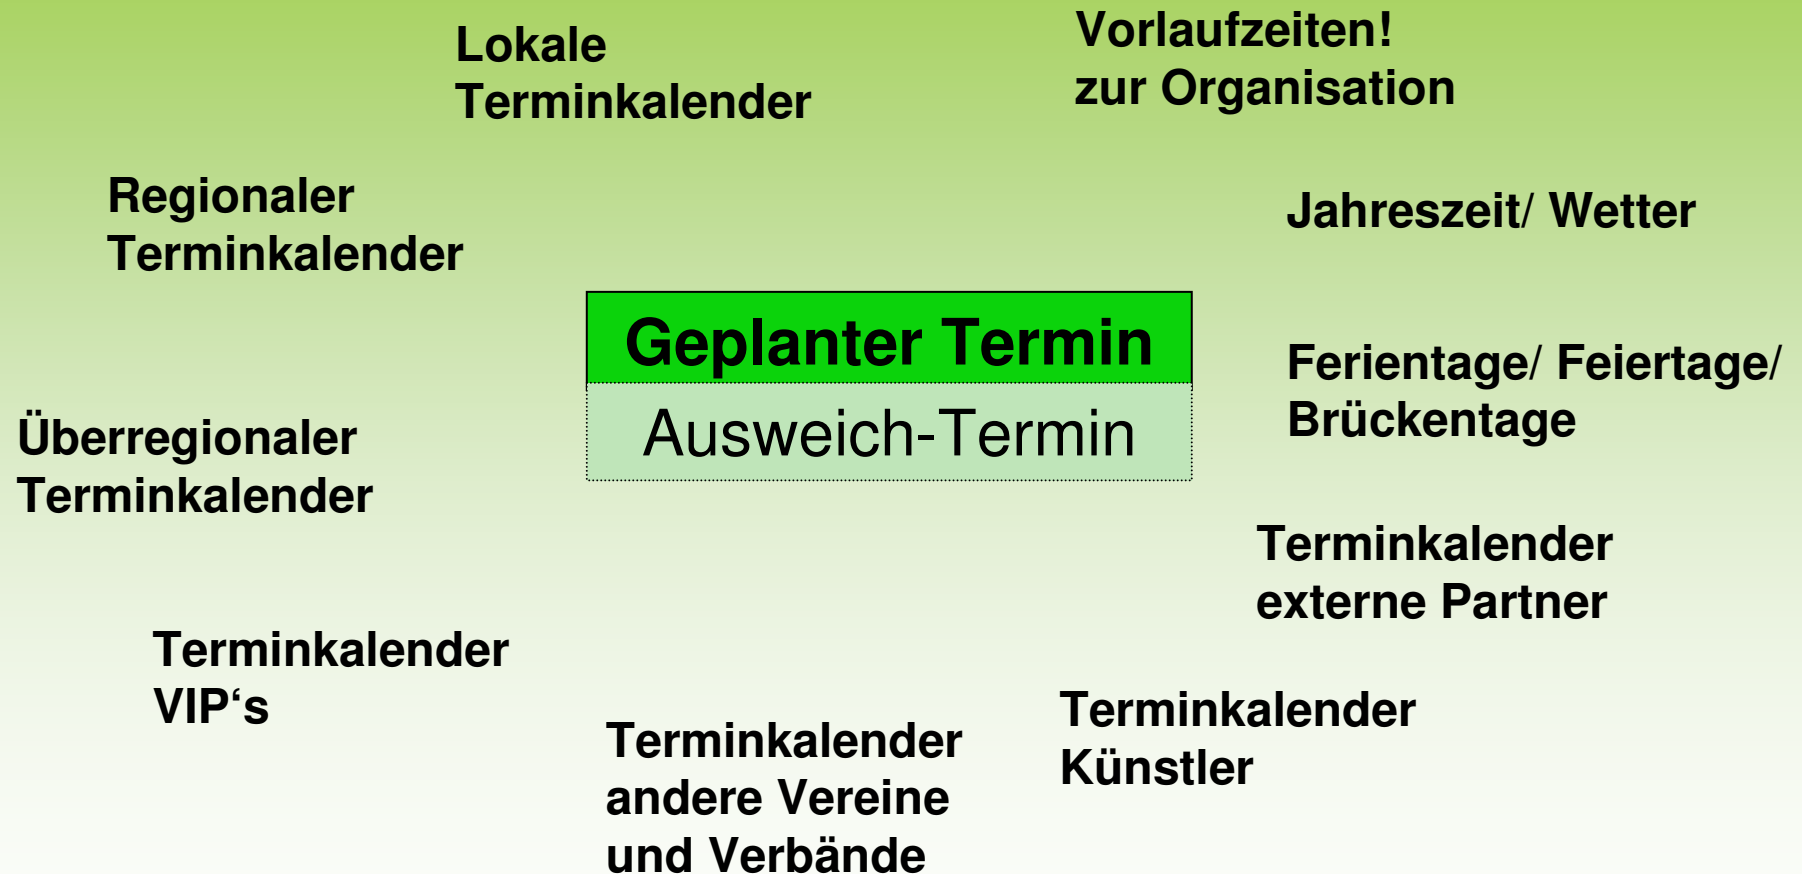 Lokale
Terminkalender
Vorlaufzeiten!
zur Organisation
Regionaler
Terminkalender
Jahreszeit/ Wetter
Geplanter Termin
Ausweich-Termin
Ferientage/ Feiertage/
Brückentage
Überregionaler
Terminkalender
Terminkalender
externe Partner
Terminkalender
VIP‘s
Terminkalender
Künstler
Terminkalender
andere Vereine
und Verbände